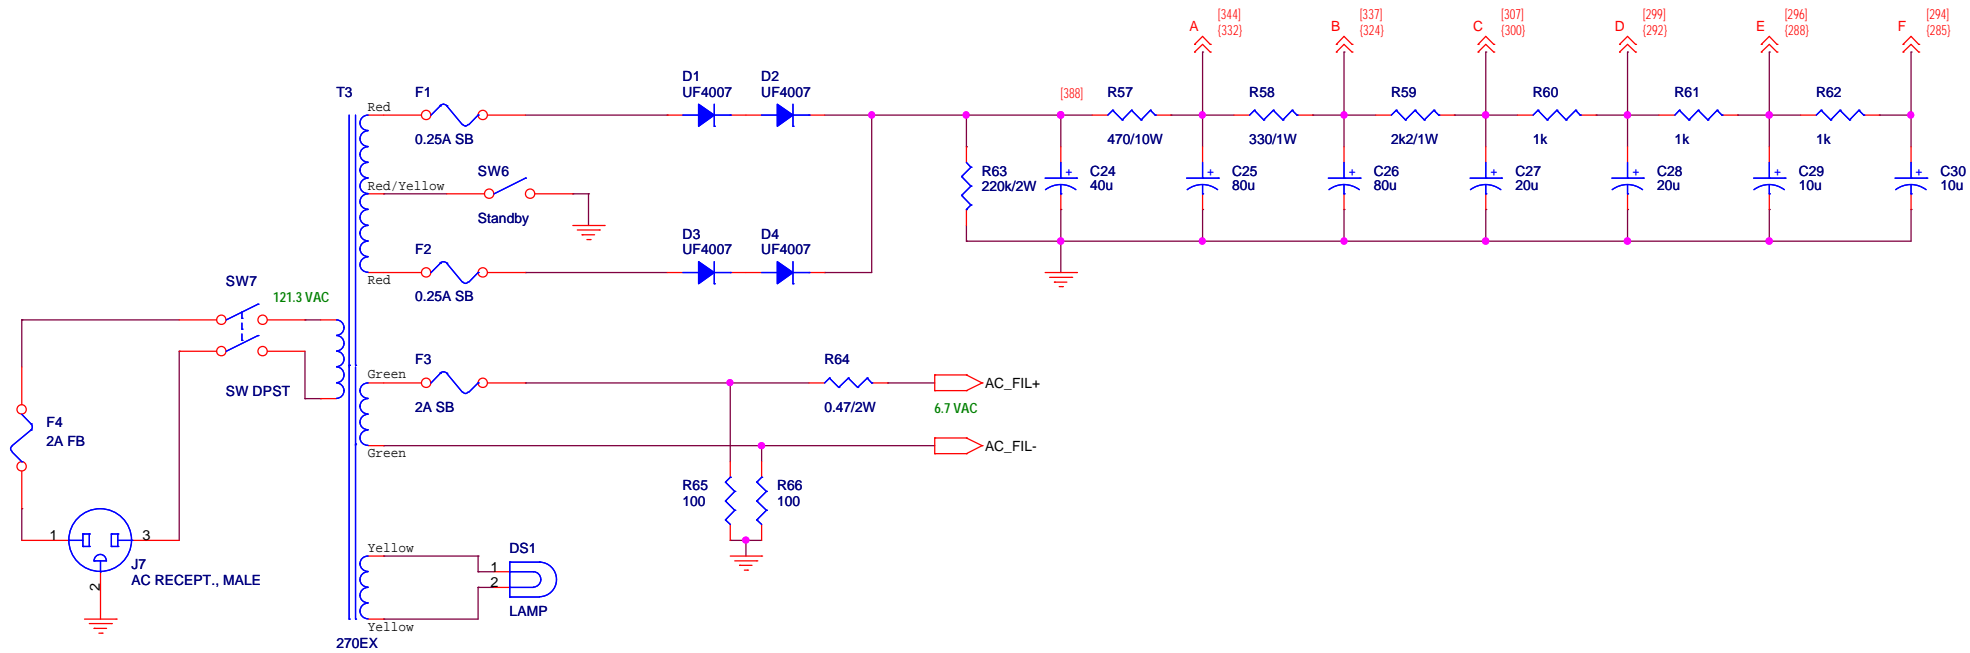 A [344]
{332}
B [337]
{324}
C [307]
{300}
D [299]
{292}
E [296]
{288}
F [294]
{285}
T3
Red
F1
0.25A SB
D1
UF4007
D2
UF4007
[388]
R57
470/10W
R58
330/1W
R59
2k2/1W
R60
1k
R61
1k
R62
1k
Red/Yellow
SW6
Standby
R63
220k/2W
+
C24
40u
+
C25
80u
+
C26
80u
+
C27
20u
+
C28
20u
+
C29
10u
+
C30
10u
F2
0.25A SB
Red
D3
UF4007
D4
UF4007
SW7
121.3 VAC
SW DPST
Green
F3
2A SB
R64
0.47/2W
AC_FIL+
6.7 VAC
AC_FIL-
Green
F4
2A FB
R65
100
R66
100
1
3
2
J7
AC RECEPT., MALE
Yellow
DS1
1
2
LAMP
Yellow
270EX